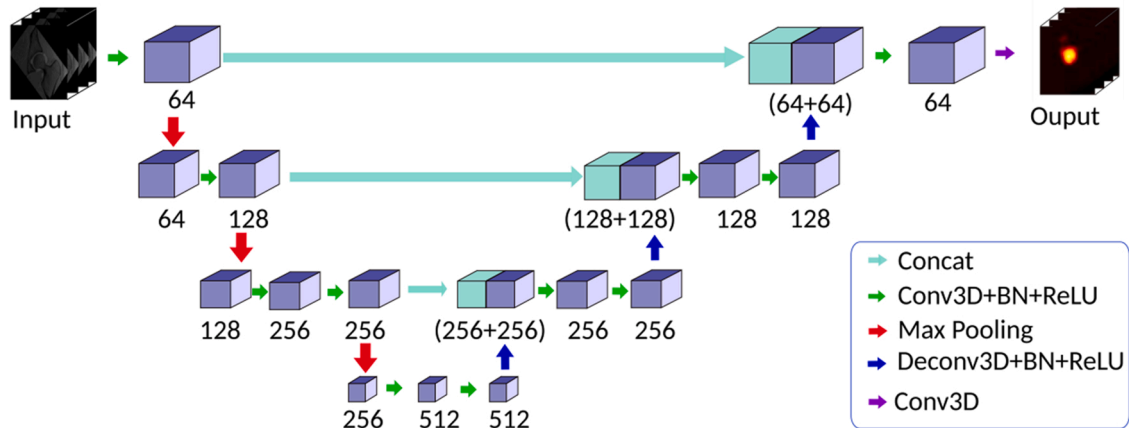 Input
64
(64+64)
64
Ouput
64
128
(128+128)
128
128
128
256
256
(256+256)
256
256
256
512
512
Concat
Conv3D+BN+ReLU
Max Pooling
Deconv3D+BN+ReLU
Conv3D